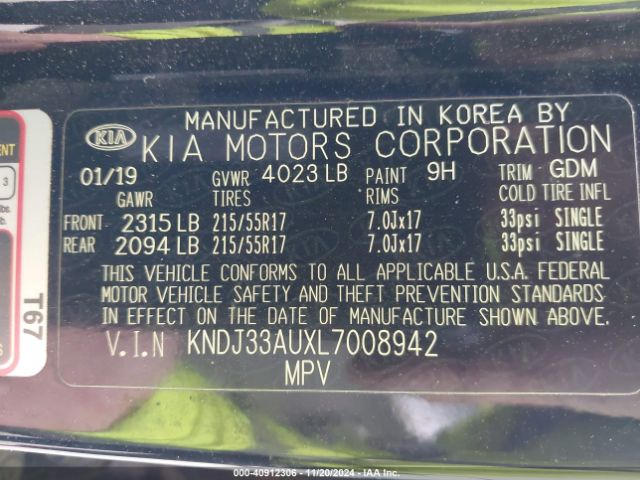 MANUFACTURED IN KOREA BY
KIA KIA MOTORS CORPORATION
01/19 GVWR 4023 LB PAINT 9H TRIM GDM
GAWR TIRES RIMS COLD TIRE INFL
FRONT 2315 LB 215/55R17 7.0Jx17 33psi SINGLE
REAR 2094 LB 215/55R17 7.0Jx17 33psi SINGLE
THIS VEHICLE CONFORMS TO ALL APPLICABLE U.S.A. FEDERAL
MOTOR VEHICLE SAFETY AND THEFT PREVENTION STANDARDS
IN EFFECT ON THE DATE OF MANUFACTURE SHOWN ABOVE.
V.I.N KNDJ33AUXL7008942
MPV
3
T67
000-40912306 - 11/20/2024 - IAA Inc.